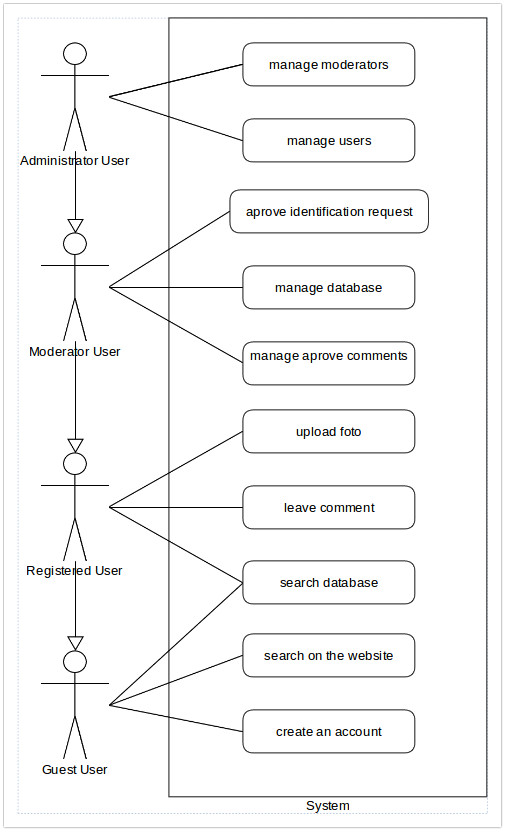 manage moderators
manage users
Administrator User
aprove identification request
manage database
manage aprove comments
Moderator User
upload foto
leave comment
Registered User
search database
search on the website
create an account
Guest User
System